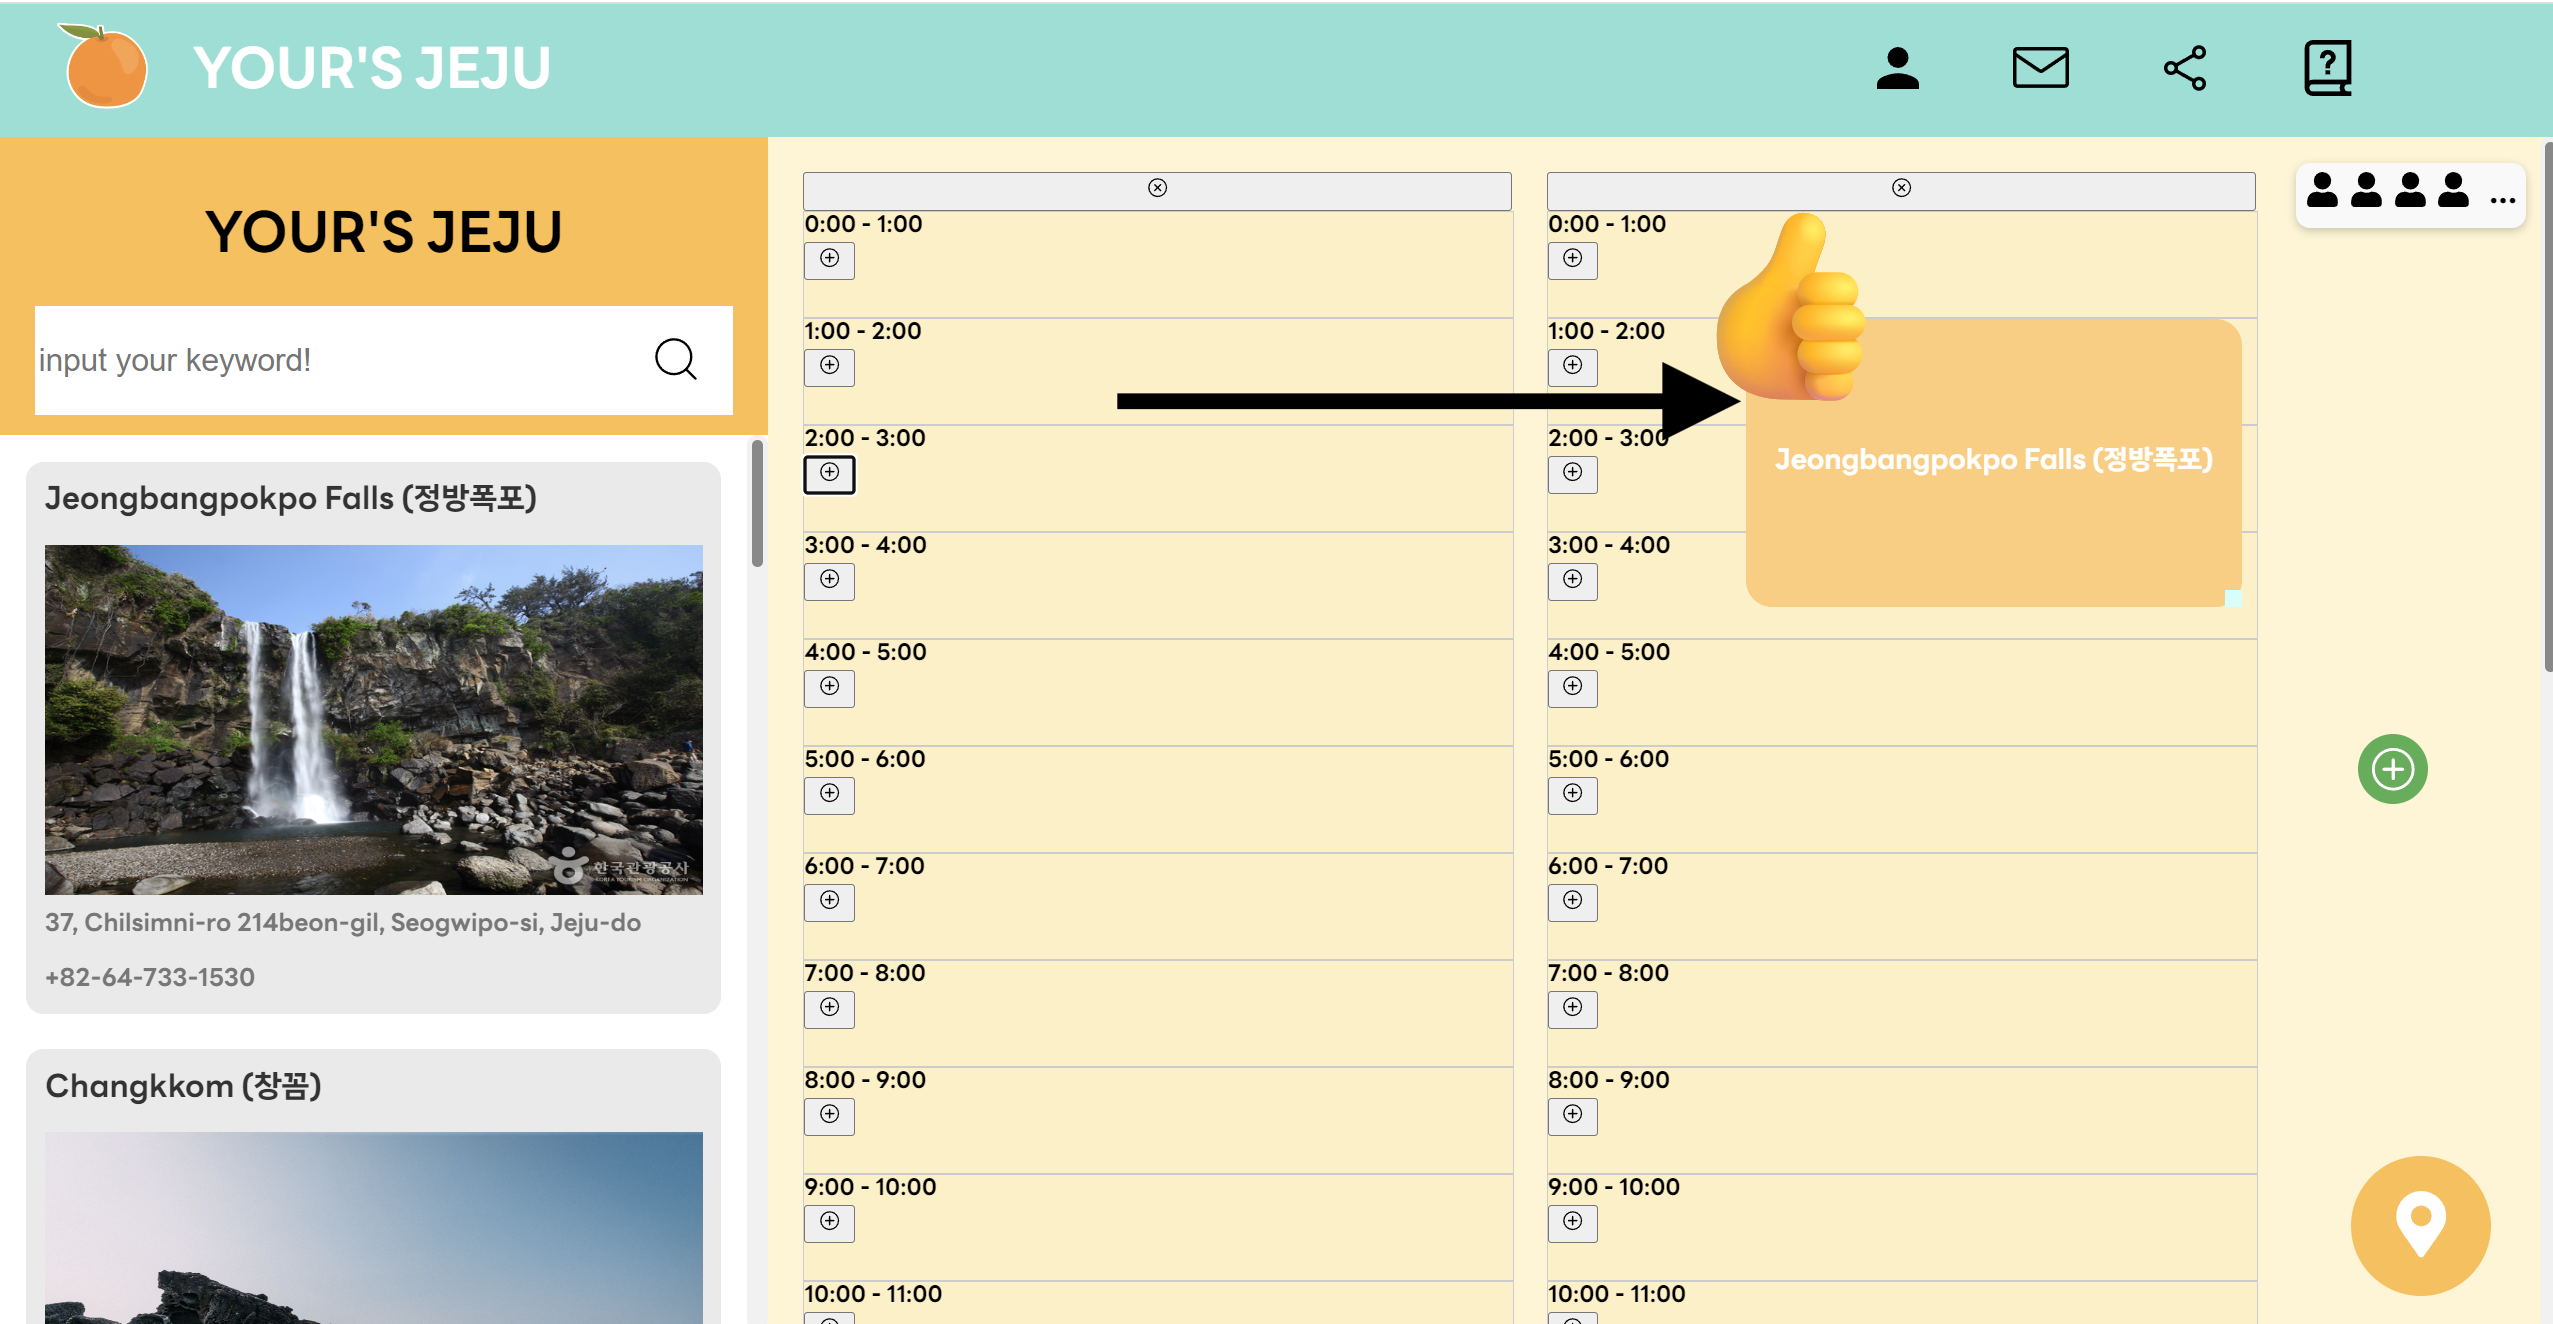 YOUR'S JEJU
YOUR'S JEJU
input your keyword!
Jeongbangpokpo Falls (정방폭포)
한국관광공사
KOREA TOURISM ORGANIZATION
37, Chilsimni-ro 214beon-gil, Seogwipo-si, Jeju-do
+82-64-733-1530
Changkkom (창꼼)
0:00 - 1:00
1:00 - 2:00
2:00 - 3:00
3:00 - 4:00
4:00 - 5:00
5:00 - 6:00
6:00 - 7:00
7:00 - 8:00
8:00 - 9:00
9:00 - 10:00
10:00 - 11:00
0:00 - 1:00
1:00 - 2:00
2:00 - 3:00
3:00 - 4:00
4:00 - 5:00
5:00 - 6:00
6:00 - 7:00
7:00 - 8:00
8:00 - 9:00
9:00 - 10:00
10:00 - 11:00
Jeongbangpokpo Falls (정방폭포)
...
?